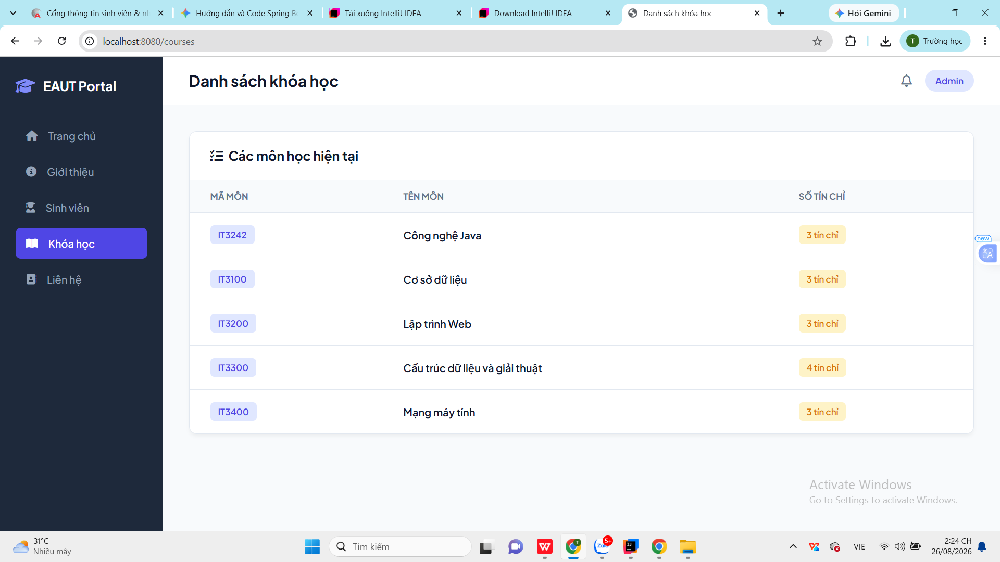 Cổng thông tin sinh viên & nh
Hướng dẫn và Code Spring Bo
Tải xuống IntelliJ IDEA
Download IntelliJ IDEA
Danh sách khóa học
Hỏi Gemini
localhost:8080/courses
T
Trường học
EAUT Portal
Danh sách khóa học
Admin
Trang chủ
Giới thiệu
Sinh viên
Khóa học
Liên hệ
Các môn học hiện tại
MÃ MÔN
TÊN MÔN
SỐ TÍN CHỈ
IT3242
Công nghệ Java
3 tín chỉ
IT3100
Cơ sở dữ liệu
3 tín chỉ
IT3200
Lập trình Web
3 tín chỉ
IT3300
Cấu trúc dữ liệu và giải thuật
4 tín chỉ
IT3400
Mạng máy tính
3 tín chỉ
new
Activate Windows
Go to Settings to activate Windows.
31°C
Nhiều mây
Tìm kiếm
5+
Zalo
VIE
2:24 CH
26/08/2026